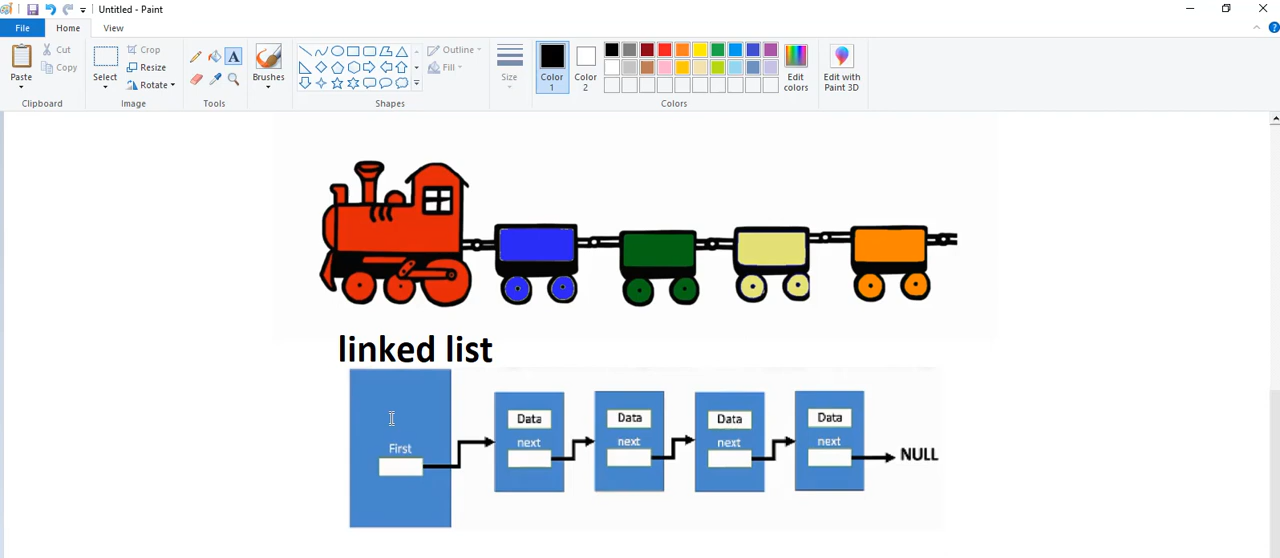 Untitled - Paint
File Home View
Paste
Cut
Copy
Clipboard
Select
Crop
Resize
Rotate
Image
A
Tools
Brushes
Shapes
Outline
Fill
Size
Color 1
Color 2
Edit colors
Colors
Edit with Paint 3D
linked list
First
Data
next
Data
next
Data
next
Data
next
NULL